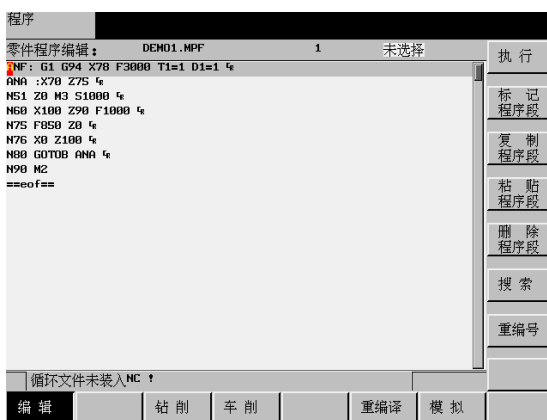 程序
零件程序编辑： DEMO1.MPF 1 未选择
ANF: G1 G94 X78 F3000 T1=1 D1=1 ␍
ANA :X70 Z75 ␍
N51 Z0 M3 S1000 ␍
N60 X100 Z90 F1000 ␍
N75 F850 Z0 ␍
N76 X0 Z100 ␍
N80 GOTOB ANA ␍
N90 M2
==eof==
循环文件未装入NC !
执行
标记
程序段
复制
程序段
粘贴
程序段
删除
程序段
搜索
重编号
编辑 钻削 车削 重编译 模拟